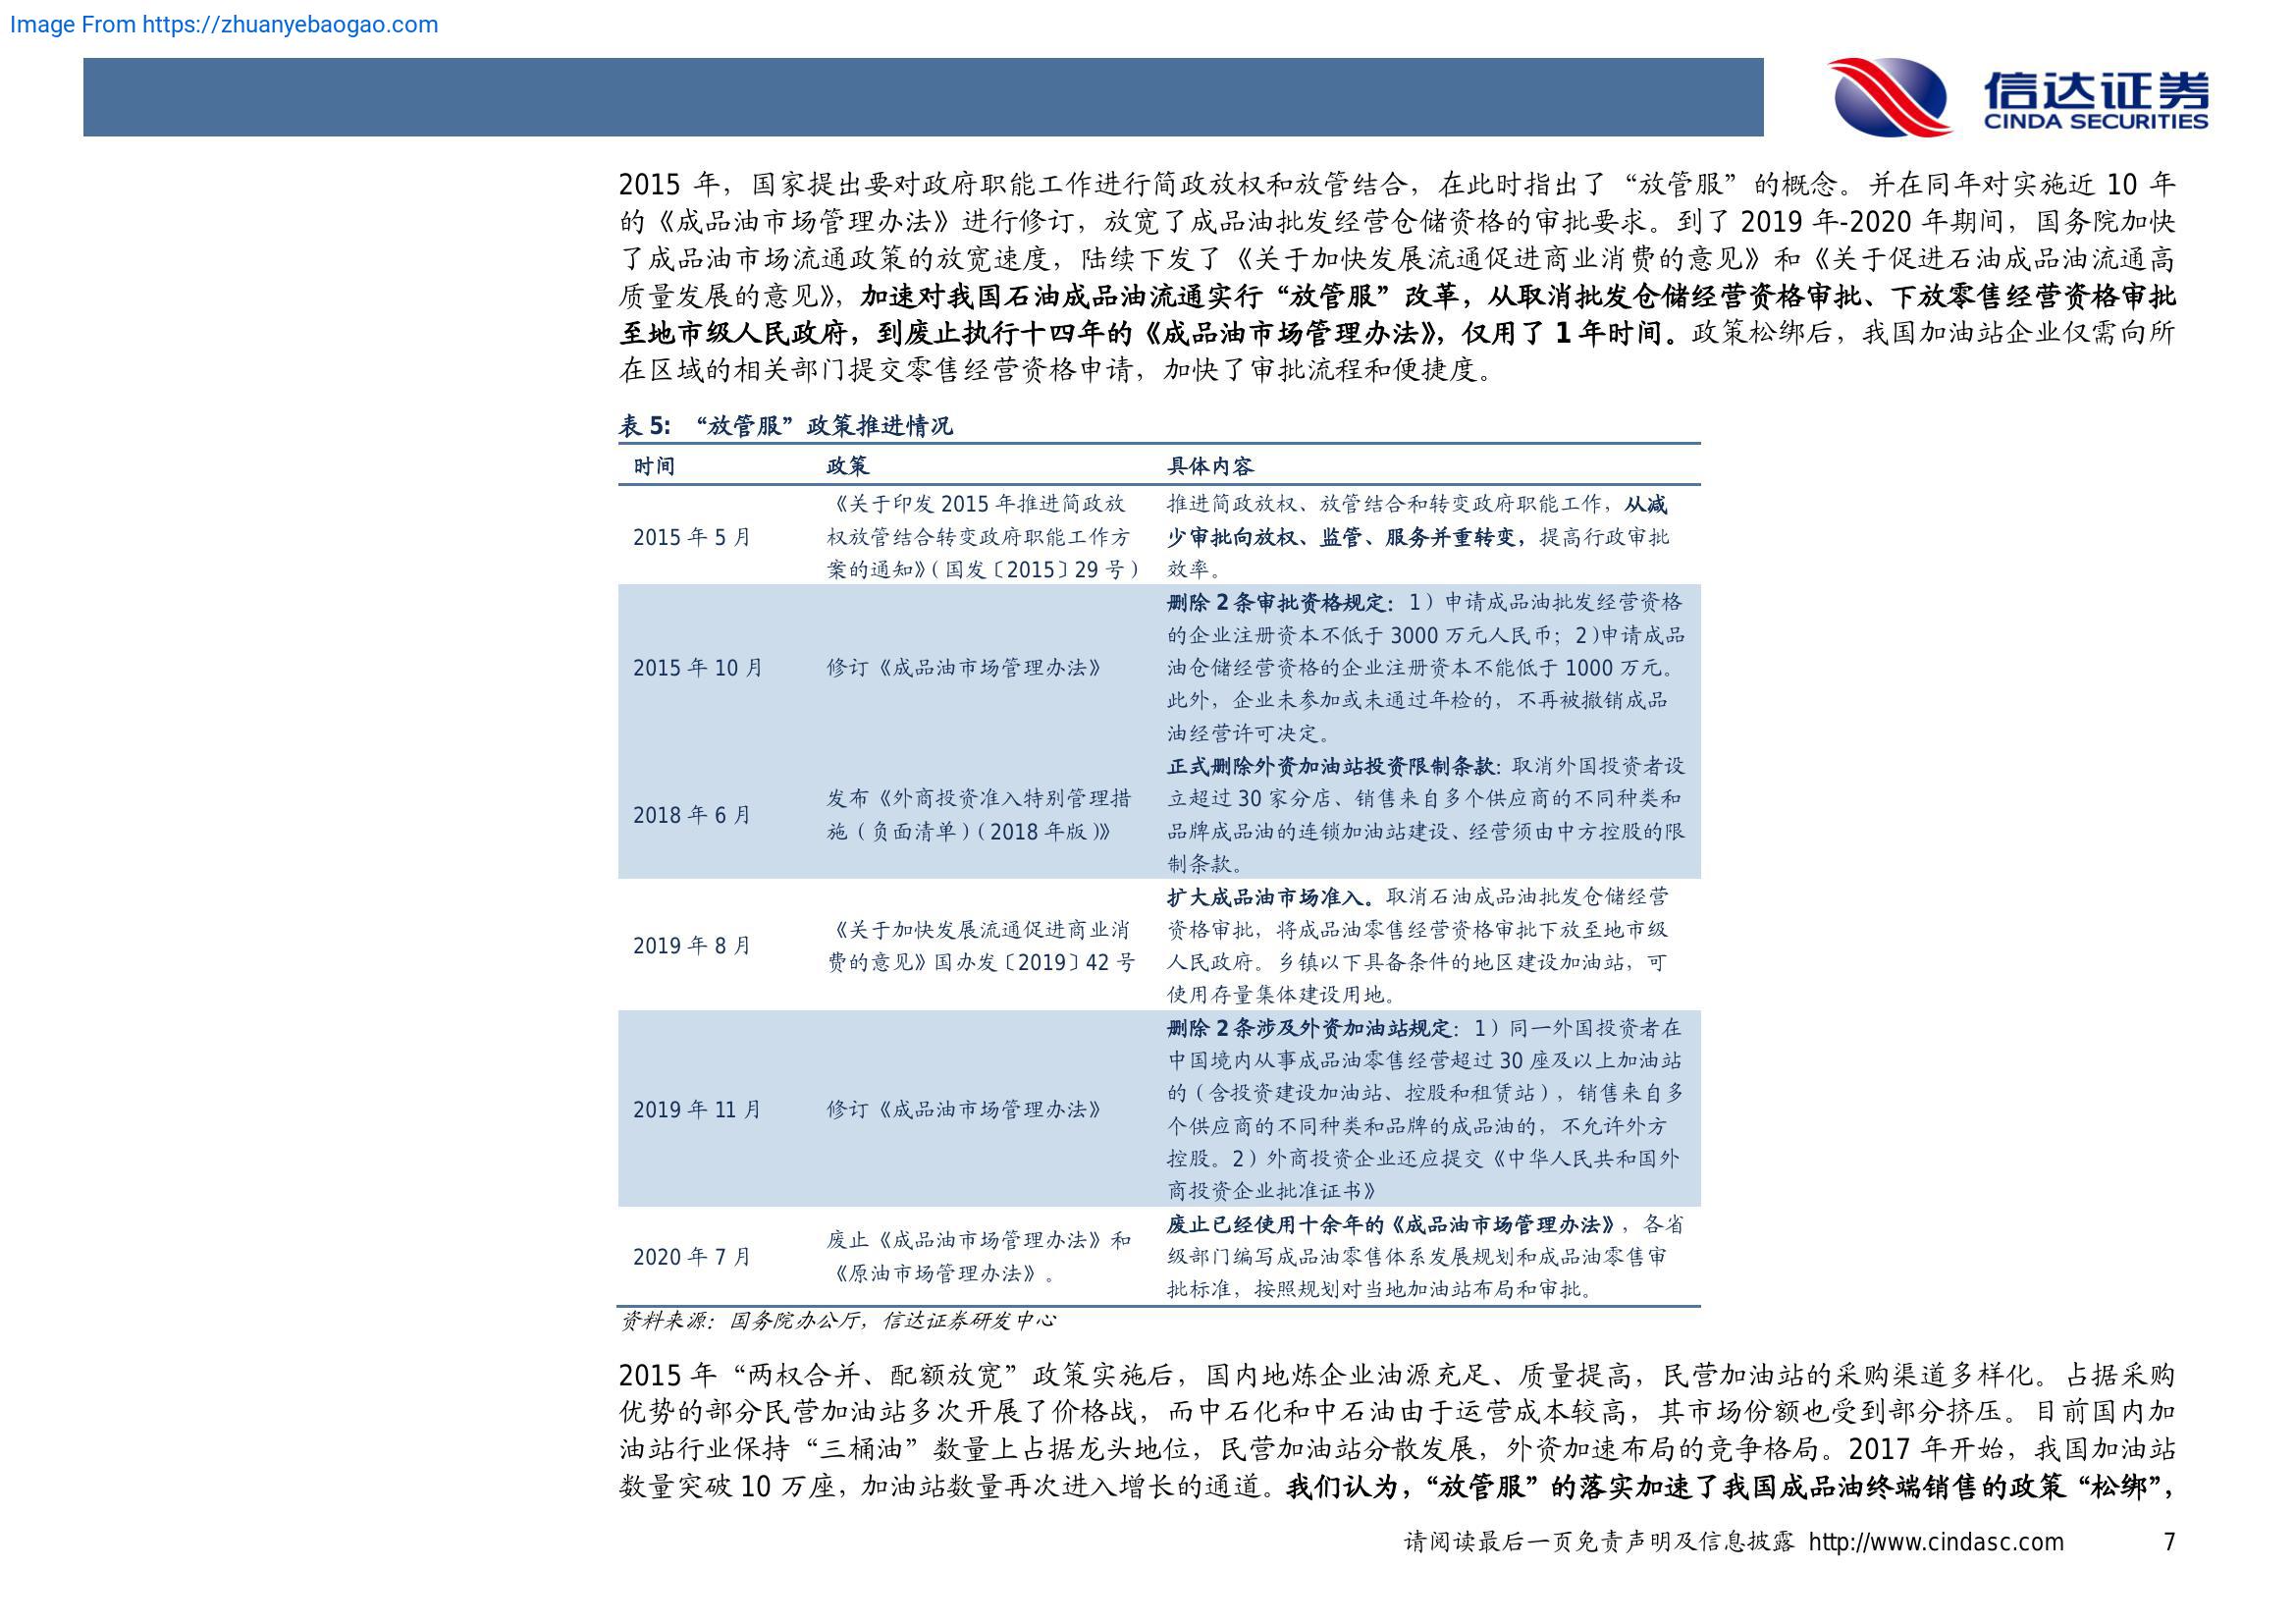 Image From https://zhuanyebaogao.com
信达证券
CINDA SECURITIES
2015 年，国家提出要对政府职能工作进行简政放权和放管结合，在此时指出了“放管服”的概念。并在同年对实施近 10 年
的《成品油市场管理办法》进行修订，放宽了成品油批发经营仓储资格的审批要求。到了 2019 年-2020 年期间，国务院加快
了成品油市场流通政策的放宽速度，陆续下发了《关于加快发展流通促进商业消费的意见》和《关于促进石油成品油流通高
质量发展的意见》，加速对我国石油成品油流通实行“放管服”改革，从取消批发仓储经营资格审批、下放零售经营资格审批
至地市级人民政府，到废止执行十四年的《成品油市场管理办法》，仅用了 1 年时间。政策松绑后，我国加油站企业仅需向所
在区域的相关部门提交零售经营资格申请，加快了审批流程和便捷度。
表 5: “放管服”政策推进情况
时间 政策 具体内容
2015 年 5 月
《关于印发 2015 年推进简政放
权放管结合转变政府职能工作方
案的通知》（国发〔2015〕29 号）
推进简政放权、放管结合和转变政府职能工作，从减
少审批向放权、监管、服务并重转变，提高行政审批
效率。
2015 年 10 月
修订《成品油市场管理办法》
删除 2 条审批资格规定：1）申请成品油批发经营资格
的企业注册资本不低于 3000 万元人民币；2）申请成品
油仓储经营资格的企业注册资本不能低于 1000 万元。
此外，企业未参加或未通过年检的，不再被撤销成品
油经营许可决定。
2018 年 6 月
发布《外商投资准入特别管理措
施（负面清单）（2018 年版）》
正式删除外资加油站投资限制条款：取消外国投资者设
立超过 30 家分店、销售来自多个供应商的不同种类和
品牌成品油的连锁加油站建设、经营须由中方控股的限
制条款。
2019 年 8 月
《关于加快发展流通促进商业消
费的意见》国办发〔2019〕42 号
扩大成品油市场准入。取消石油成品油批发仓储经营
资格审批，将成品油零售经营资格审批下放至地市级
人民政府。乡镇以下具备条件的地区建设加油站，可
使用存量集体建设用地。
2019 年 11 月
修订《成品油市场管理办法》
删除 2 条涉及外资加油站规定：1）同一外国投资者在
中国境内从事成品油零售经营超过 30 座及以上加油站
的（含投资建设加油站、控股和租赁站），销售来自多
个供应商的不同种类和品牌的成品油的，不允许外方
控股。2）外商投资企业还应提交《中华人民共和国外
商投资企业批准证书》
2020 年 7 月
废止《成品油市场管理办法》和
《原油市场管理办法》。
废止已经使用十余年的《成品油市场管理办法》，各省
级部门编写成品油零售体系发展规划和成品油零售审
批标准，按照规划对当地加油站布局和审批。
资料来源：国务院办公厅，信达证券研发中心
2015 年“两权合并、配额放宽”政策实施后，国内地炼企业油源充足、质量提高，民营加油站的采购渠道多样化。占据采购
优势的部分民营加油站多次开展了价格战，而中石化和中石油由于运营成本较高，其市场份额也受到部分挤压。目前国内加
油站行业保持“三桶油”数量上占据龙头地位，民营加油站分散发展，外资加速布局的竞争格局。2017 年开始，我国加油站
数量突破 10 万座，加油站数量再次进入增长的通道。我们认为，“放管服”的落实加速了我国成品油终端销售的政策“松绑”，
请阅读最后一页免责声明及信息披露 http://www.cindasc.com 7